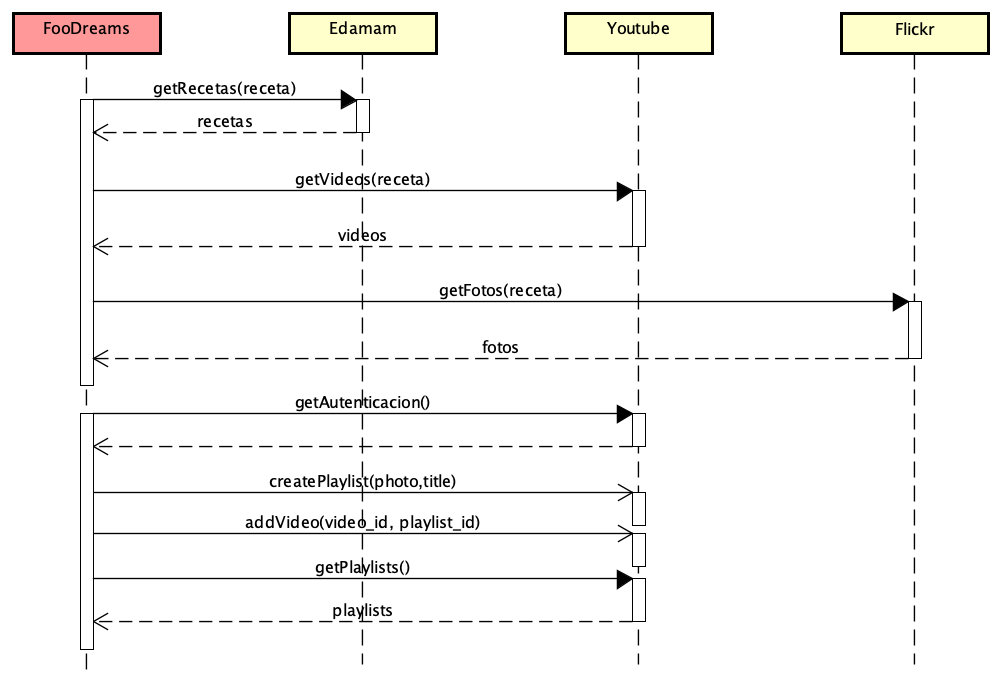 FooDreams
Edamam
Youtube
Flickr
getRecetas(receta)
recetas
getVideos(receta)
videos
getFotos(receta)
fotos
getAutenticacion()
createPlaylist(photo,title)
addVideo(video_id, playlist_id)
getPlaylists()
playlists